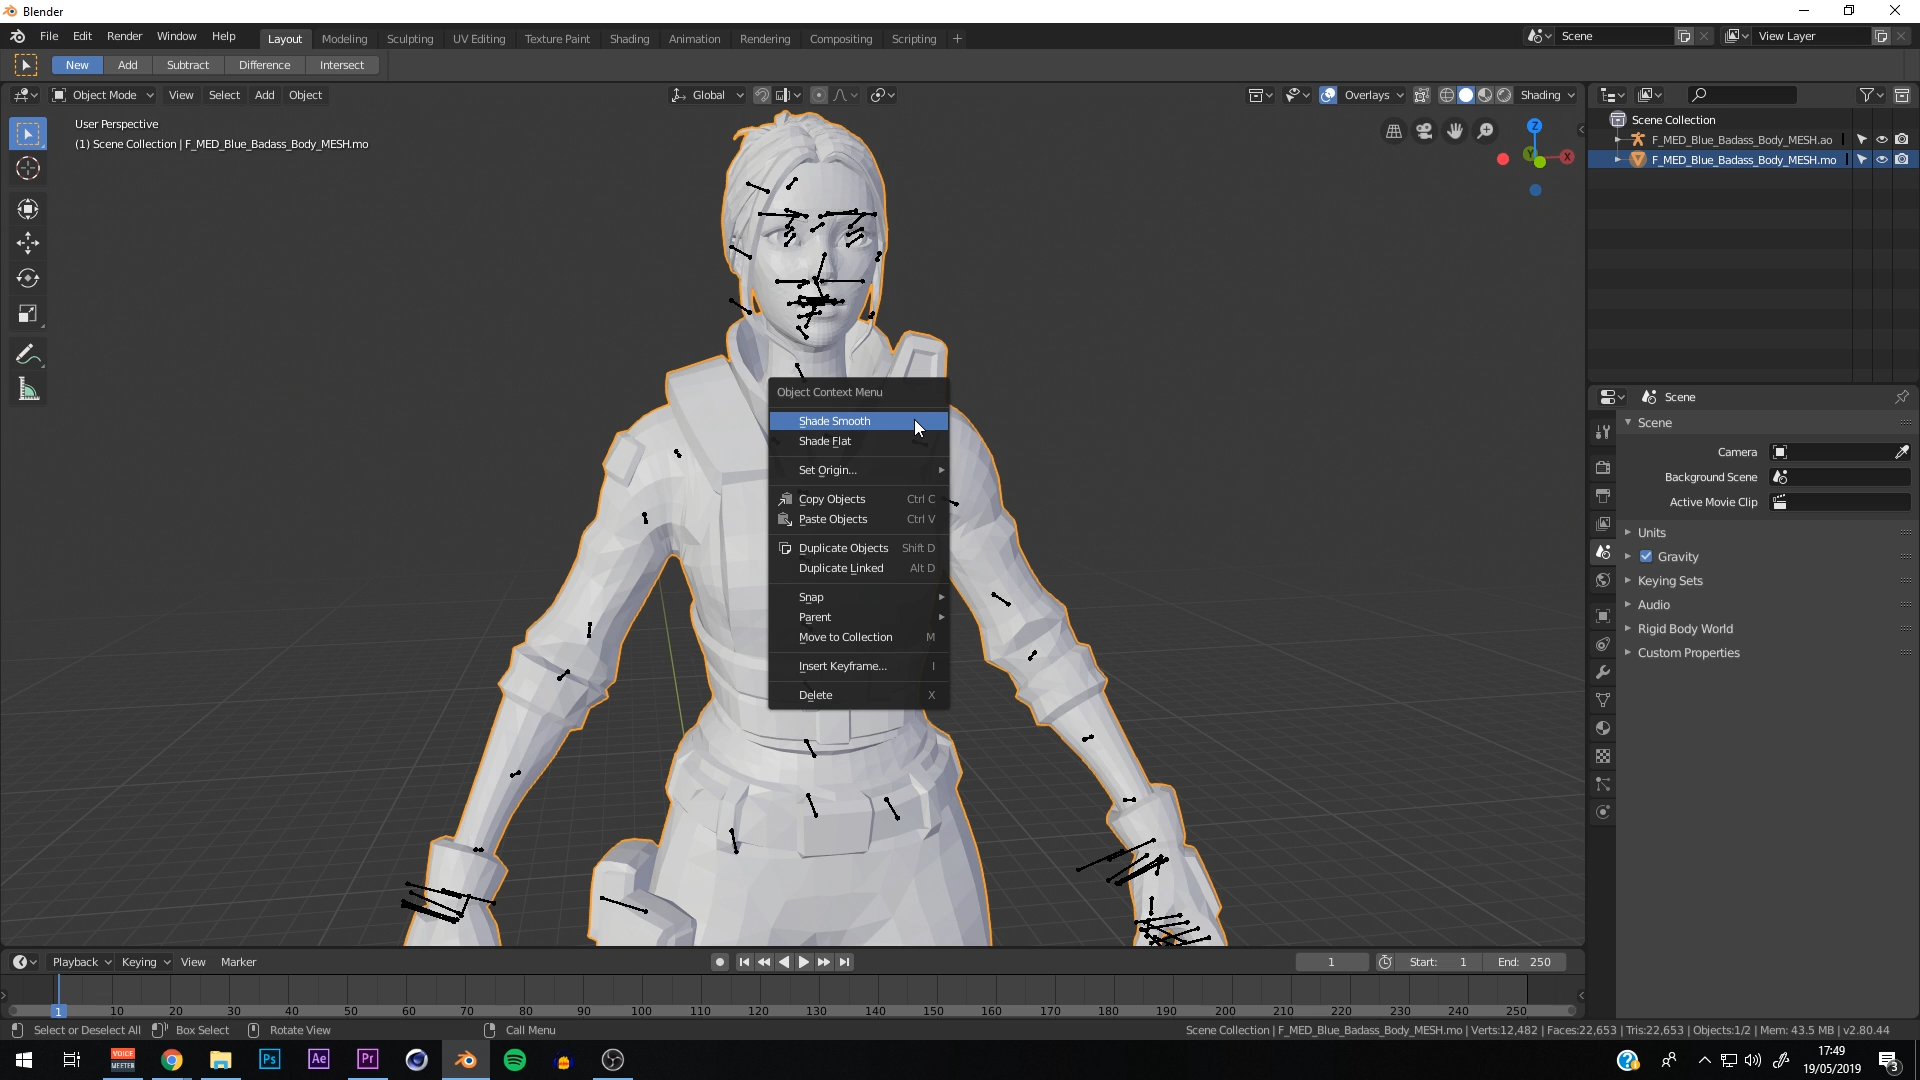 Blender
File Edit Render Window Help Layout Modeling Sculpting UV Editing Texture Paint Shading Animation Rendering Compositing Scripting + Scene View Layer
New Add Subtract Difference Intersect
Object Mode View Select Add Object Global Overlays Shading
User Perspective
(1) Scene Collection | F_MED_Blue_Badass_Body_MESH.mo
Z
Y
X
Scene Collection
F_MED_Blue_Badass_Body_MESH.ao
F_MED_Blue_Badass_Body_MESH.mo
Object Context Menu
Shade Smooth
Shade Flat
Set Origin...
Copy Objects Ctrl C
Paste Objects Ctrl V
Duplicate Objects Shift D
Duplicate Linked Alt D
Snap
Parent
Move to Collection M
Insert Keyframe... I
Delete X
Scene
Scene
Camera
Background Scene
Active Movie Clip
Units
Gravity
Keying Sets
Audio
Rigid Body World
Custom Properties
Playback Keying View Marker 1 Start: 1 End: 250
1 10 20 30 40 50 60 70 80 90 100 110 120 130 140 150 160 170 180 190 200 210 220 230 240 250
Select or Deselect All Box Select Rotate View Call Menu Scene Collection | F_MED_Blue_Badass_Body_MESH.mo | Verts:12,482 | Faces:22,653 | Tris:22,653 | Objects:1/2 | Mem: 43.5 MB | v2.80.44
VOICE
MEETER
Ps Ae Pr
17:49
19/05/2019
3